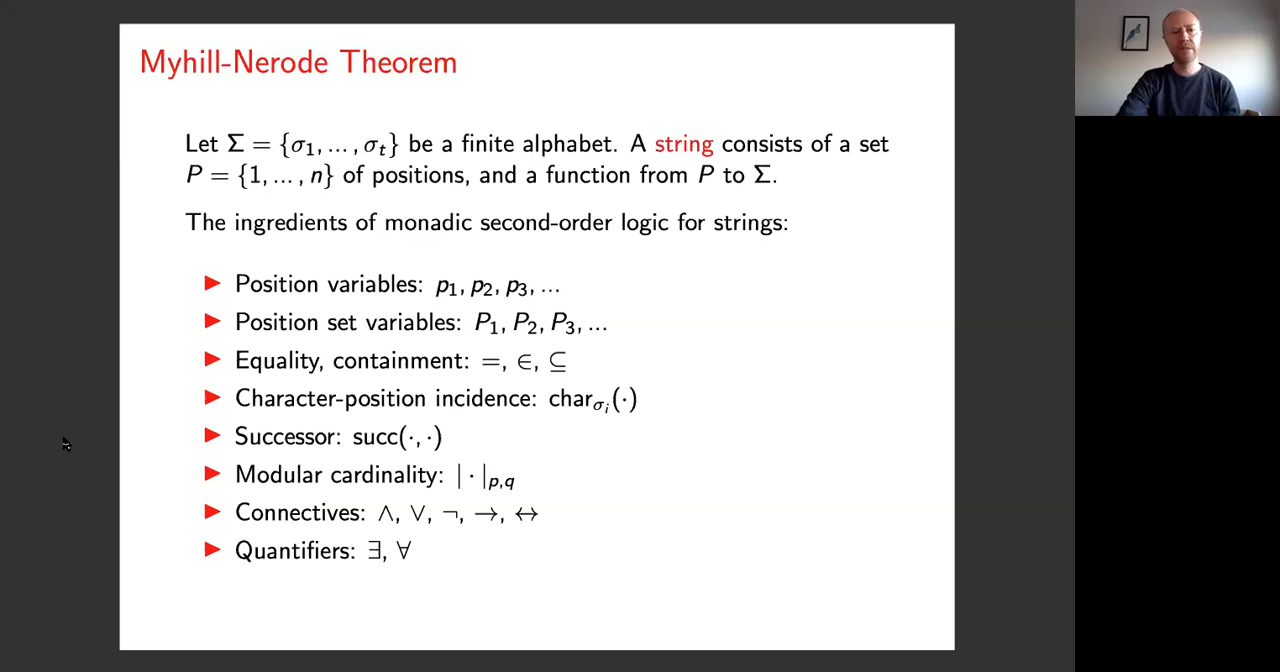 Myhill-Nerode Theorem
Let Σ = {σ₁, ... , σₜ} be a finite alphabet. A string consists of a set
P = {1, ... , n} of positions, and a function from P to Σ.
The ingredients of monadic second-order logic for strings:
▶ Position variables: p₁, p₂, p₃, ...
▶ Position set variables: P₁, P₂, P₃, ...
▶ Equality, containment: =, ∈, ⊆
▶ Character-position incidence: char_{σᵢ}(·)
▶ Successor: succ(·, ·)
▶ Modular cardinality: | · |_{p,q}
▶ Connectives: ∧, ∨, ¬, →, ↔
▶ Quantifiers: ∃, ∀